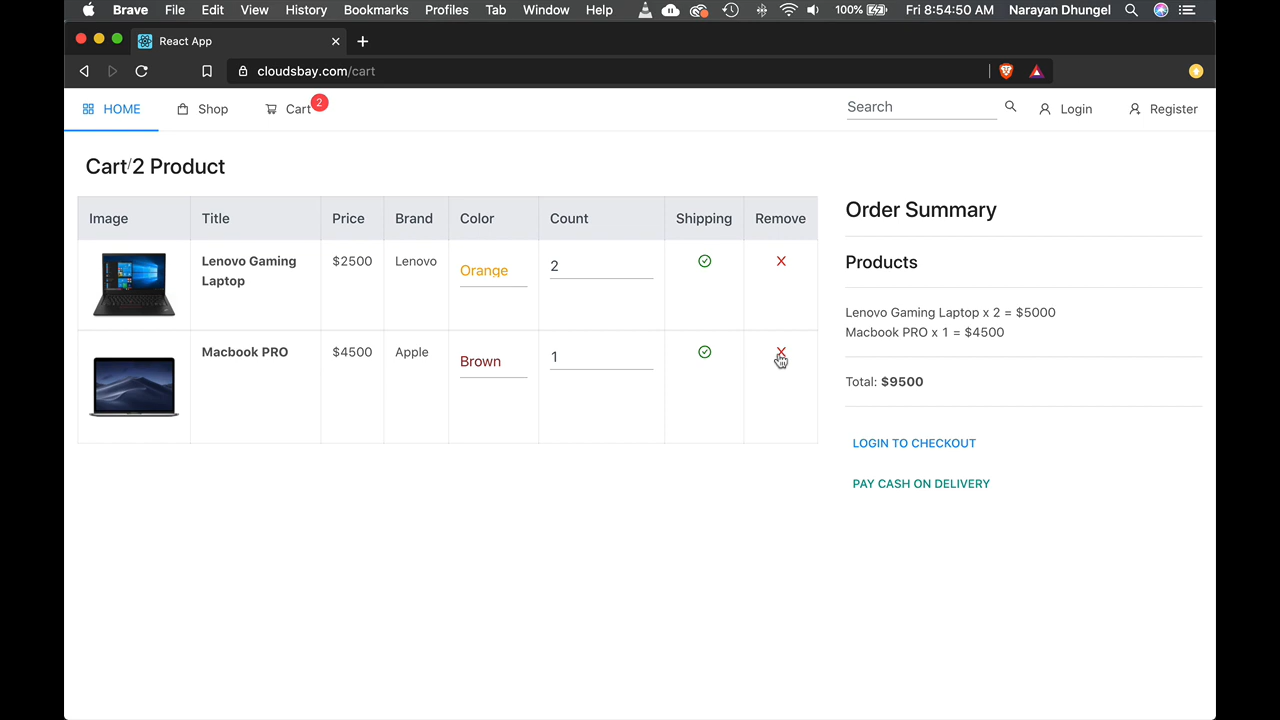 Brave File Edit View History Bookmarks Profiles Tab Window Help 100% Fri 8:54:50 AM Narayan Dhungel
React App
cloudsbay.com/cart
HOME Shop Cart 2 Search Login Register
Cart/2 Product
Image Title Price Brand Color Count Shipping Remove
Lenovo Gaming Laptop $2500 Lenovo Orange 2
Macbook PRO $4500 Apple Brown 1
Order Summary
Products
Lenovo Gaming Laptop x 2 = $5000
Macbook PRO x 1 = $4500
Total: $9500
LOGIN TO CHECKOUT
PAY CASH ON DELIVERY